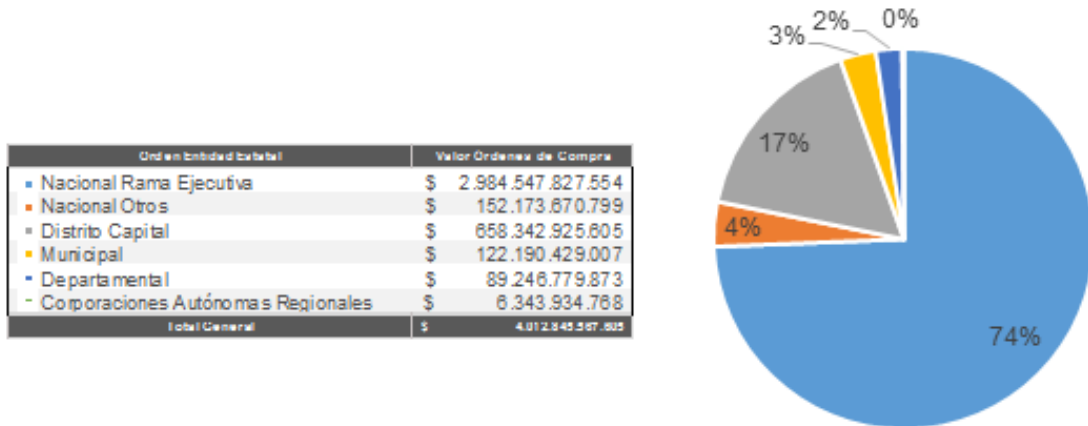 2% 0%
3%
17%
4%
74%
Orden Entidad Estatal Valor Ordenes de Compra
Nacional Rama Ejecutiva $ 2.984.547.827.554
Nacional Otros $ 152.173.670.799
Distrito Capital $ 658.342.925.605
Municipal $ 122.190.429.007
Departamental $ 89.246.779.873
Corporaciones Autónomas Regionales $ 6.343.934.768
Total General $ 4.012.845.567.605